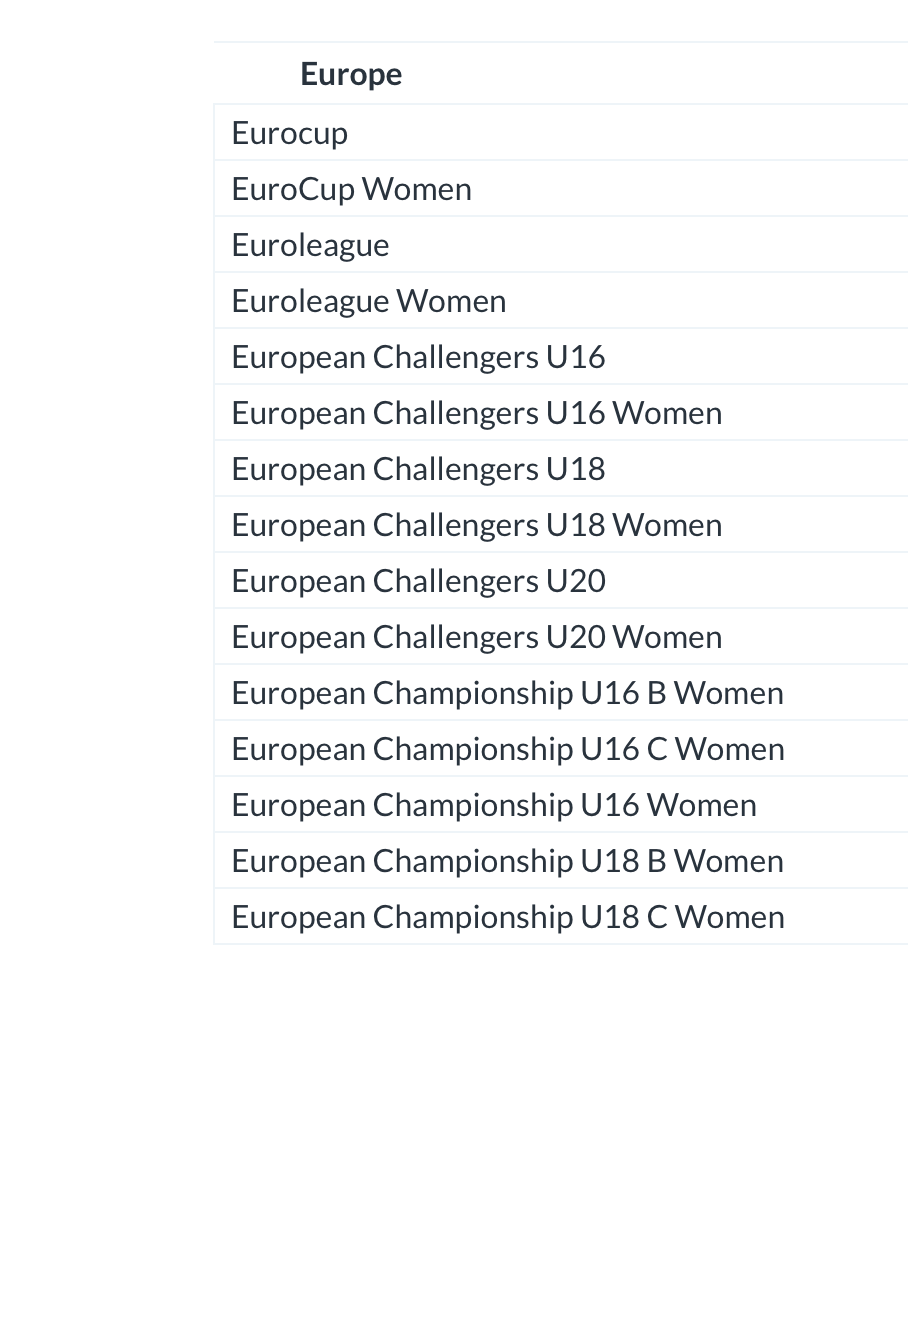 Europe
Eurocup
EuroCup Women
Euroleague
Euroleague Women
European Challengers U16
European Challengers U16 Women
European Challengers U18
European Challengers U18 Women
European Challengers U20
European Challengers U20 Women
European Championship U16 B Women
European Championship U16 C Women
European Championship U16 Women
European Championship U18 B Women
European Championship U18 C Women